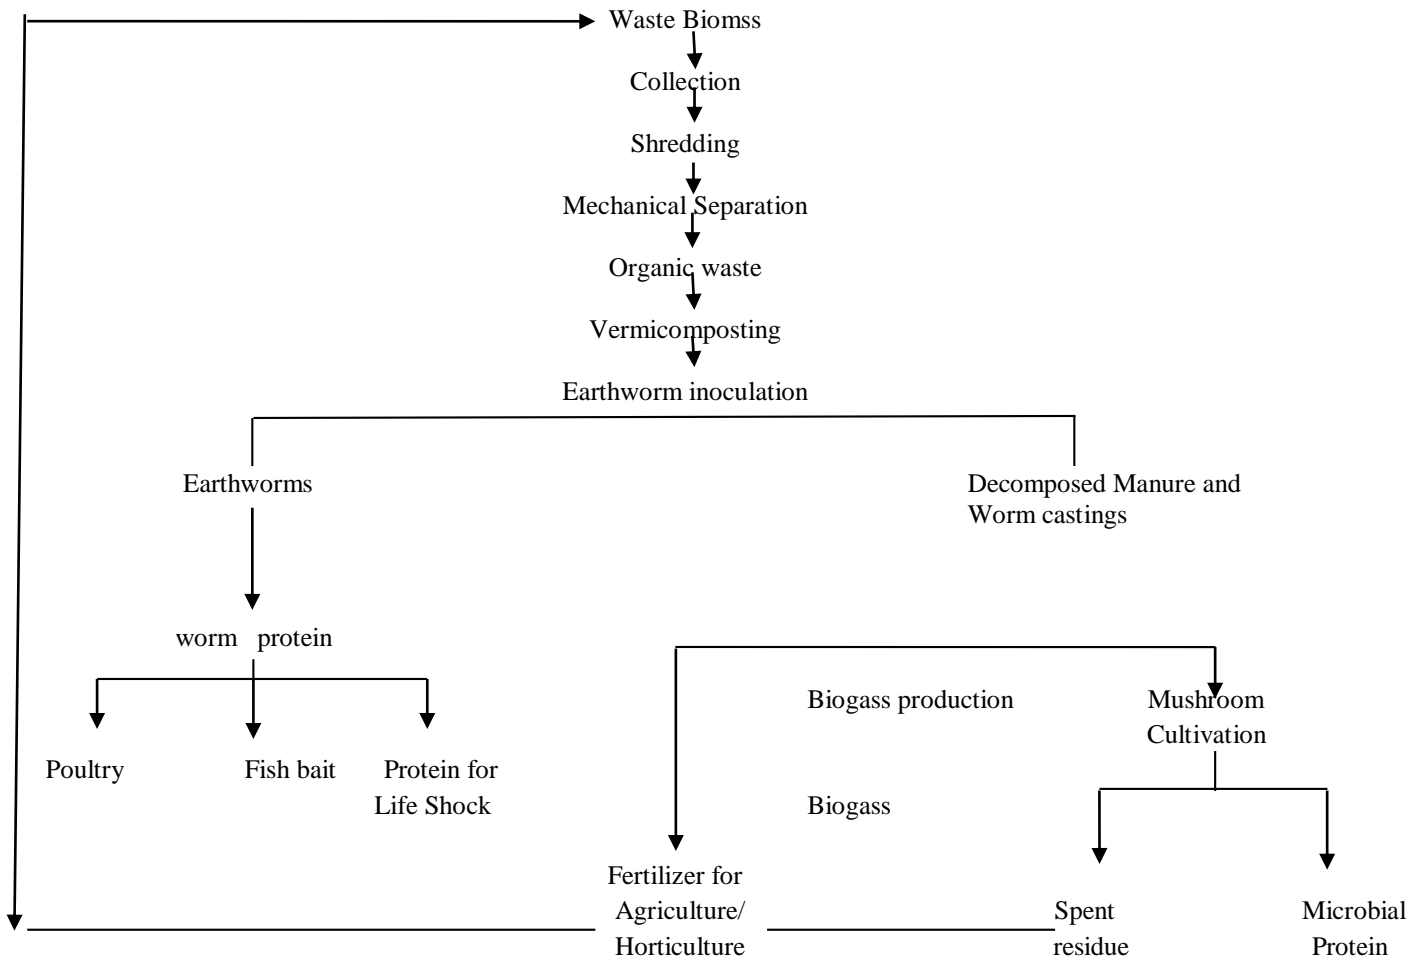 Waste Biomss
Collection
Shredding
Mechanical Separation
Organic waste
Vermicomposting
Earthworm inoculation
Earthworms
Decomposed Manure and
Worm castings
worm protein
Biogass production
Mushroom
Cultivation
Poultry
Fish bait
Protein for
Life Shock
Biogass
Fertilizer for
Agriculture/
Horticulture
Spent
residue
Microbial
Protein